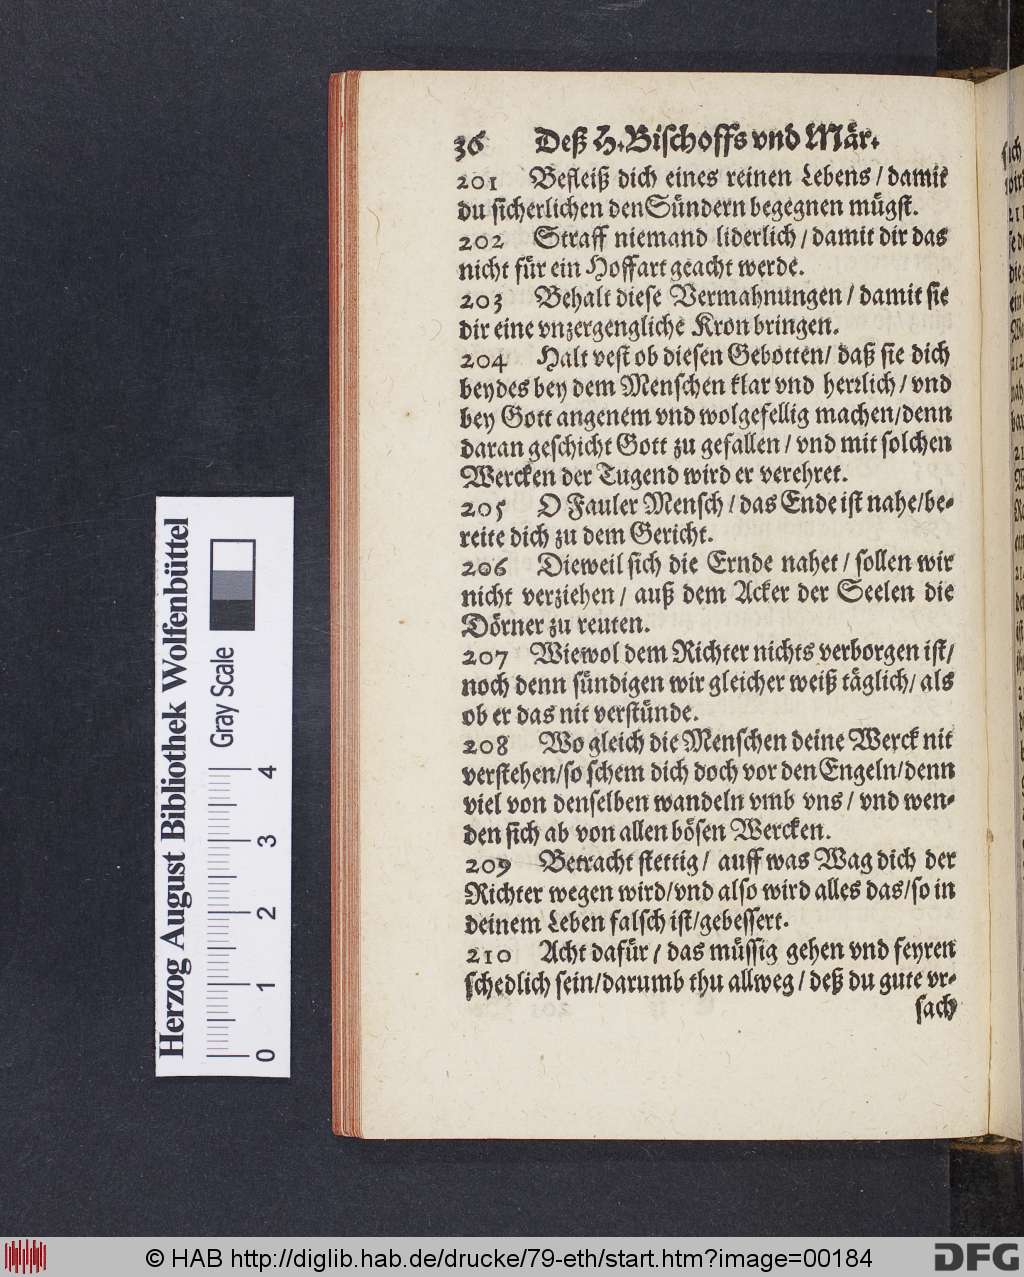 36 Deß H. Bischoffs vnd Mär.
201 Befleiß dich eines reinen Lebens / damit
du sicherlichen den Sündern begegnen mügst.
202 Straff niemand liderlich / damit dir das
nicht für ein Hoffart geacht werde.
203 Behalt diese Vermahnungen / damit sie
dir eine vnzergengliche Kron bringen.
204 Halt vest ob diesen Gebotten / daß sie dich
beydes bey dem Menschen klar vnd herrlich / vnd
bey Gott angenem vnd wolgefellig machen / denn
daran geschicht Gott zu gefallen / vnd mit solchen
Wercken der Tugend wird er verehret.
205 O Fauler Mensch / das Ende ist nahe / be-
reite dich zu dem Gericht.
206 Dieweil sich die Ernde nahet / sollen wir
nicht verziehen / auß dem Acker der Seelen die
Dörner zu reuten.
207 Wiewol dem Richter nichts verborgen ist /
noch denn sündigen wir gleicher weiß täglich / als
ob er das nit verstünde.
208 Wo gleich die Menschen deine Werck nit
verstehen / so schem dich doch vor den Engeln / denn
viel von denselben wandeln vmb vns / vnd wen-
den sich ab von allen bösen Wercken.
209 Betracht stettig / auff was Wag dich der
Richter wegen wird / vnd also wird alles das / so in
deinem Leben falsch ist / gebessert.
210 Acht dafür / das müssig gehen vnd feyren
schedlich sein / darumb thu allweg / deß du gute vr-
sach
Herzog August Bibliothek Wolfenbüttel
Gray Scale
0 1 2 3 4
© HAB http://diglib.hab.de/drucke/79-eth/start.htm?image=00184
DFG